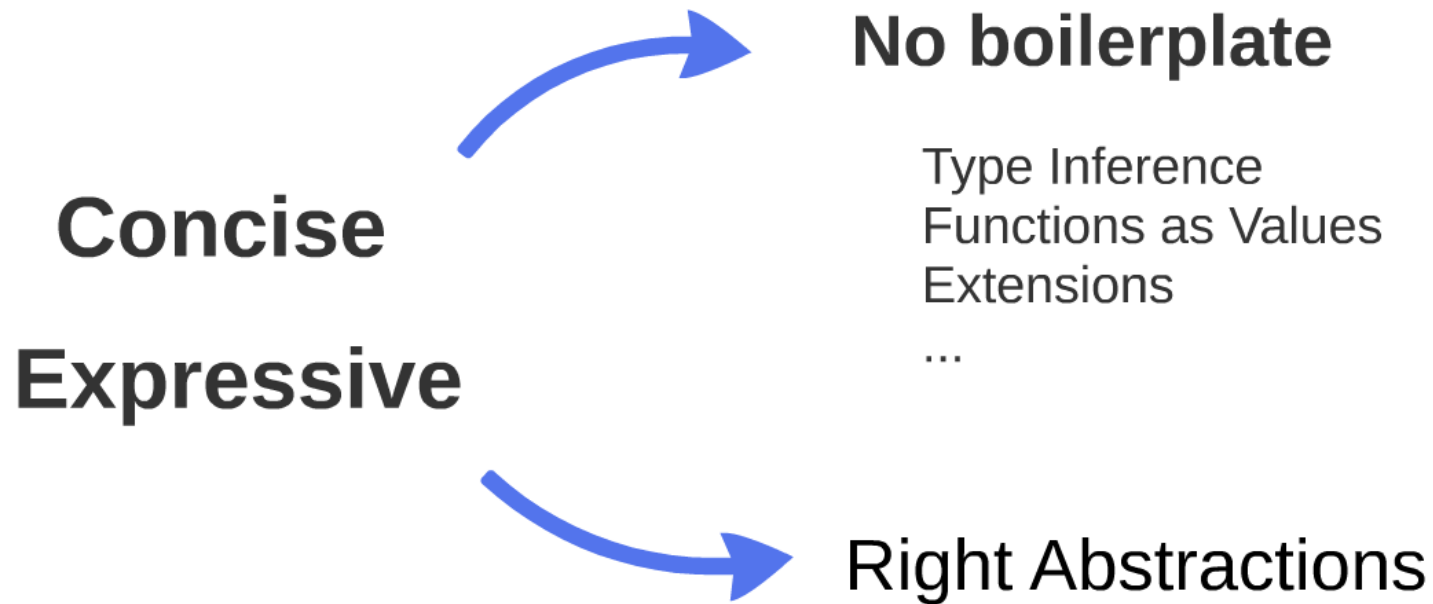 Concise
Expressive
No boilerplate
Type Inference
Functions as Values
Extensions
...
Right Abstractions